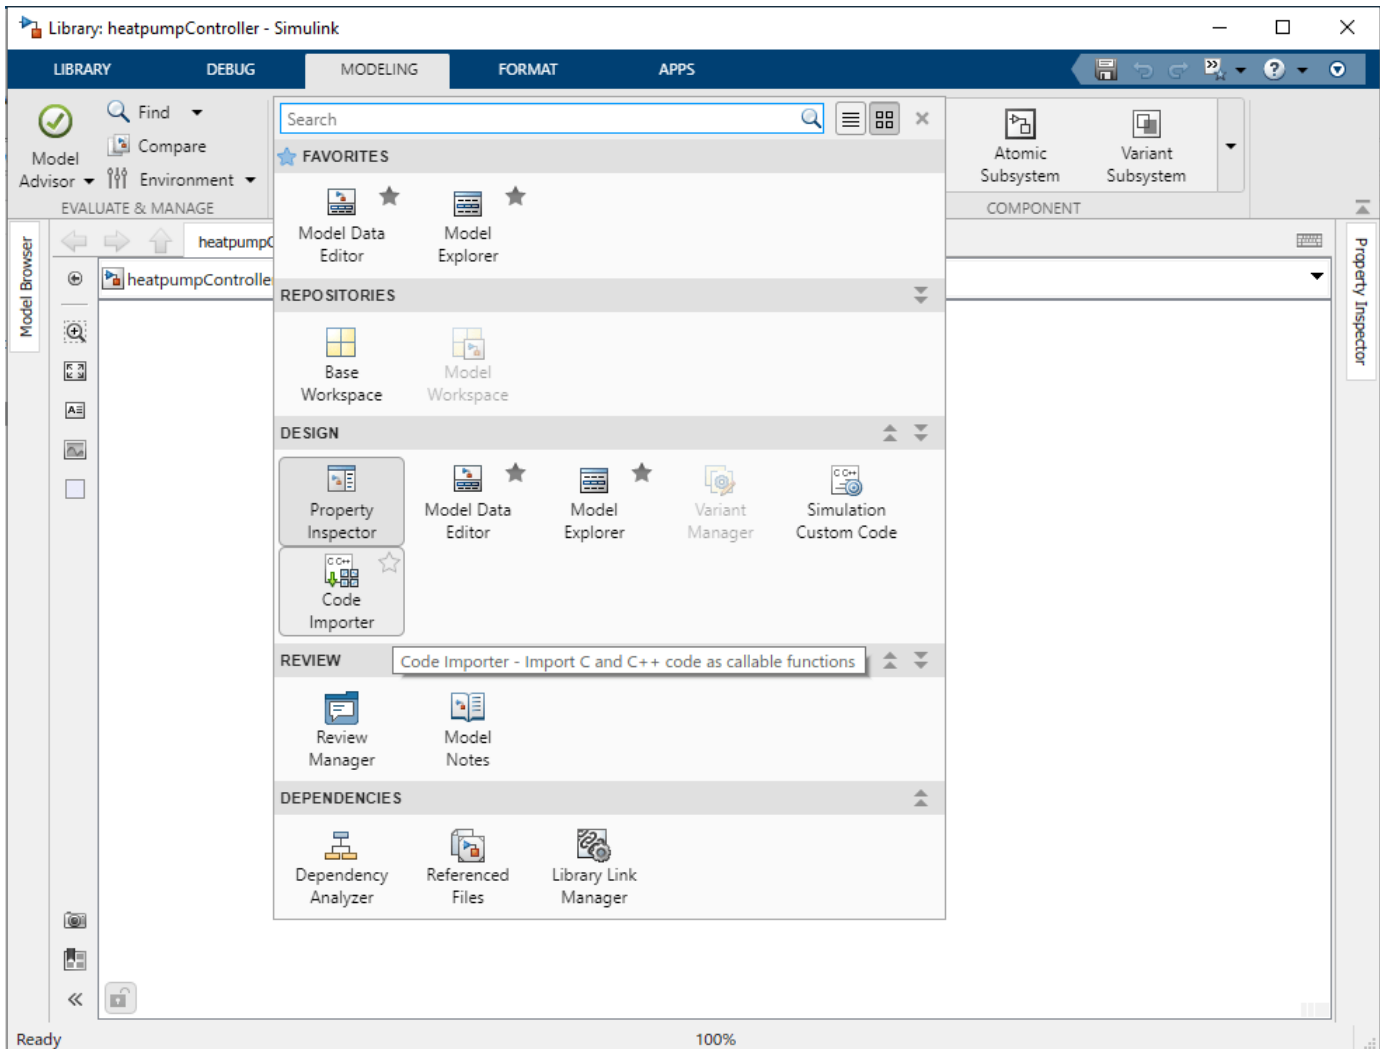 Library: heatpumpController - Simulink
LIBRARY DEBUG MODELING FORMAT APPS
Find
Compare
Environment
Model
Advisor
EVALUATE & MANAGE
Search
Atomic
Subsystem
Variant
Subsystem
COMPONENT
FAVORITES
Model Data
Editor
Model
Explorer
Model Browser
heatpumpC
heatpumpControlle
Property Inspector
REPOSITORIES
Base
Workspace
Model
Workspace
DESIGN
Property
Inspector
Model Data
Editor
Model
Explorer
Variant
Manager
C C++
Simulation
Custom Code
C C++
Code
Importer
REVIEW
Code Importer - Import C and C++ code as callable functions
Review
Manager
Model
Notes
DEPENDENCIES
Dependency
Analyzer
Referenced
Files
Library Link
Manager
Ready 100%